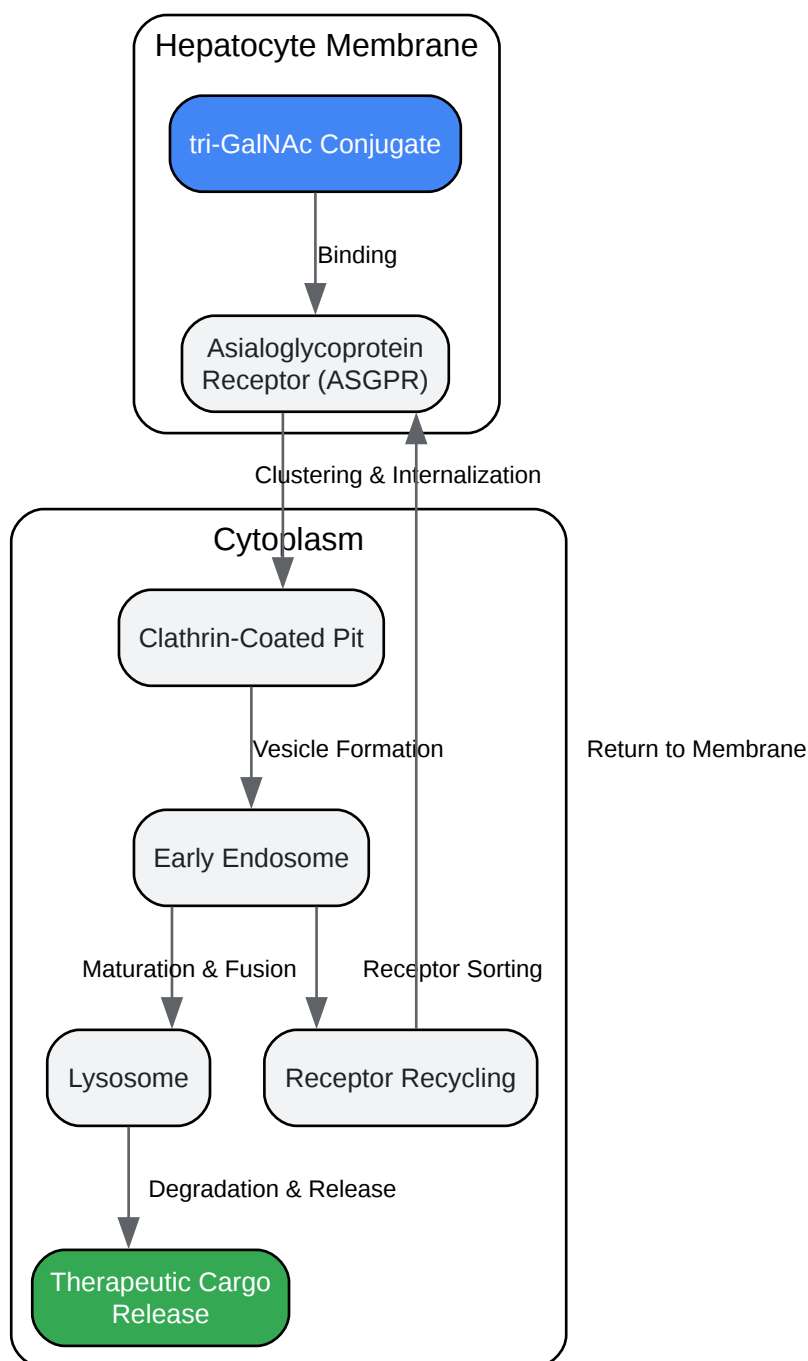 Hepatocyte Membrane
tri-GalNAc Conjugate
Binding
Asialoglycoprotein
Receptor (ASGPR)
Clustering & Internalization
Cytoplasm
Clathrin-Coated Pit
Vesicle Formation
Return to Membrane
Early Endosome
Maturation & Fusion
Receptor Sorting
Lysosome
Receptor Recycling
Degradation & Release
Therapeutic Cargo
Release